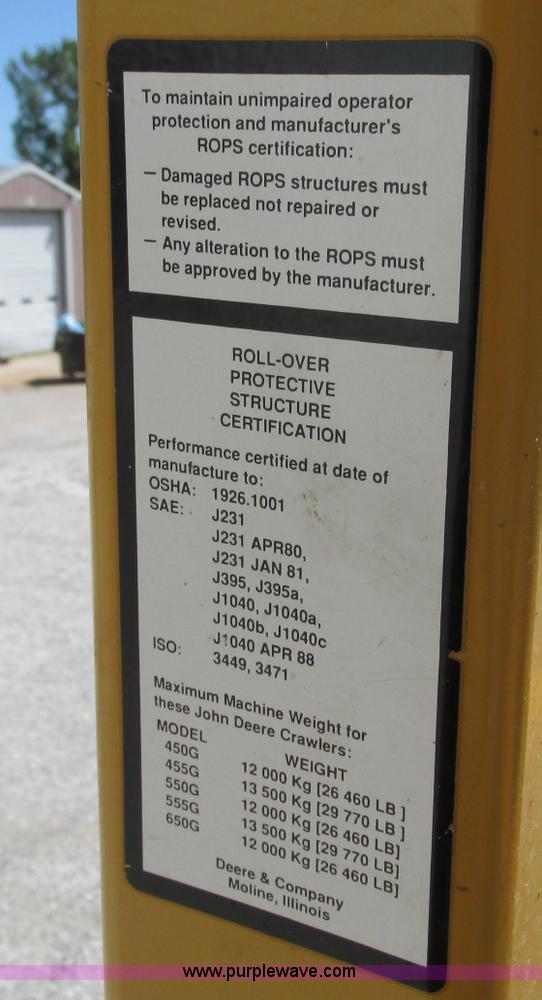 To maintain unimpaired operator
protection and manufacturer's
ROPS certification:
— Damaged ROPS structures must
be replaced not repaired or
revised.
— Any alteration to the ROPS must
be approved by the manufacturer.
ROLL-OVER
PROTECTIVE
STRUCTURE
CERTIFICATION
Performance certified at date of
manufacture to:
OSHA: 1926.1001
SAE: J231
J231 APR80,
J231 JAN 81,
J395, J395a,
J1040, J1040a,
J1040b, J1040c
J1040 APR 88
ISO: 3449, 3471
Maximum Machine Weight for
these John Deere Crawlers:
MODEL WEIGHT
450G 12 000 Kg [26 460 LB ]
455G 13 500 Kg [29 770 LB ]
550G 12 000 Kg [26 460 LB]
555G 13 500 Kg [29 770 LB]
650G 12 000 Kg [26 460 LB]
Deere & Company
Moline, Illinois
www.purplewave.com